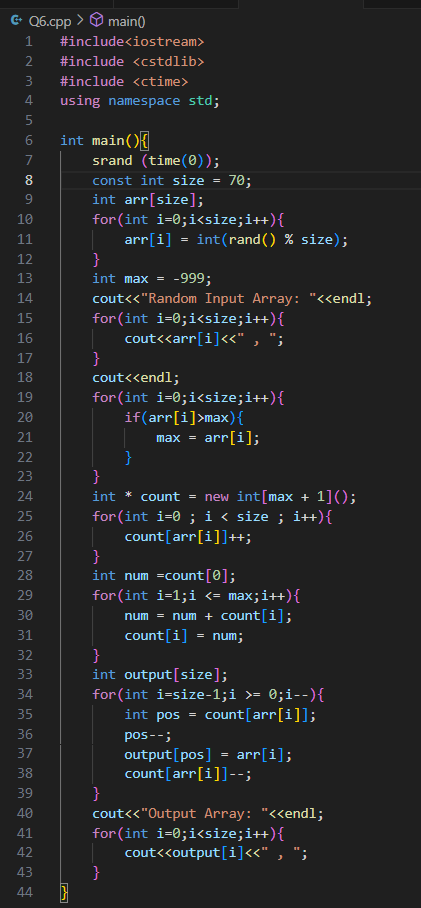 Q6.cpp > main()
1 #include<iostream>
2 #include <cstdlib>
3 #include <ctime>
4 using namespace std;
5
6 int main(){
7     srand (time(0));
8     const int size = 70;
9     int arr[size];
10     for(int i=0;i<size;i++){
11         arr[i] = int(rand() % size);
12     }
13     int max = -999;
14     cout<<"Random Input Array: "<<endl;
15     for(int i=0;i<size;i++){
16         cout<<arr[i]<<" , ";
17     }
18     cout<<endl;
19     for(int i=0;i<size;i++){
20         if(arr[i]>max){
21             max = arr[i];
22         }
23     }
24     int * count = new int[max + 1]();
25     for(int i=0 ; i < size ; i++){
26         count[arr[i]]++;
27     }
28     int num =count[0];
29     for(int i=1;i <= max;i++){
30         num = num + count[i];
31         count[i] = num;
32     }
33     int output[size];
34     for(int i=size-1;i >= 0;i--){
35         int pos = count[arr[i]];
36         pos--;
37         output[pos] = arr[i];
38         count[arr[i]]--;
39     }
40     cout<<"Output Array: "<<endl;
41     for(int i=0;i<size;i++){
42         cout<<output[i]<<" , ";
43     }
44 }